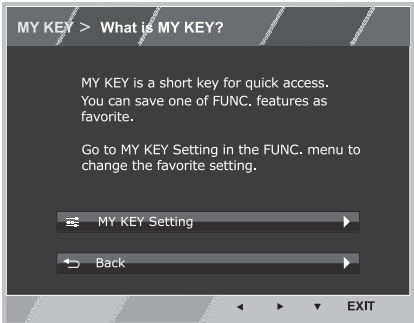 MY KEY > What is MY KEY?
MY KEY is a short key for quick access.
You can save one of FUNC. features as
favorite.
Go to MY KEY Setting in the FUNC. menu to
change the favorite setting.
MY KEY Setting
Back
EXIT